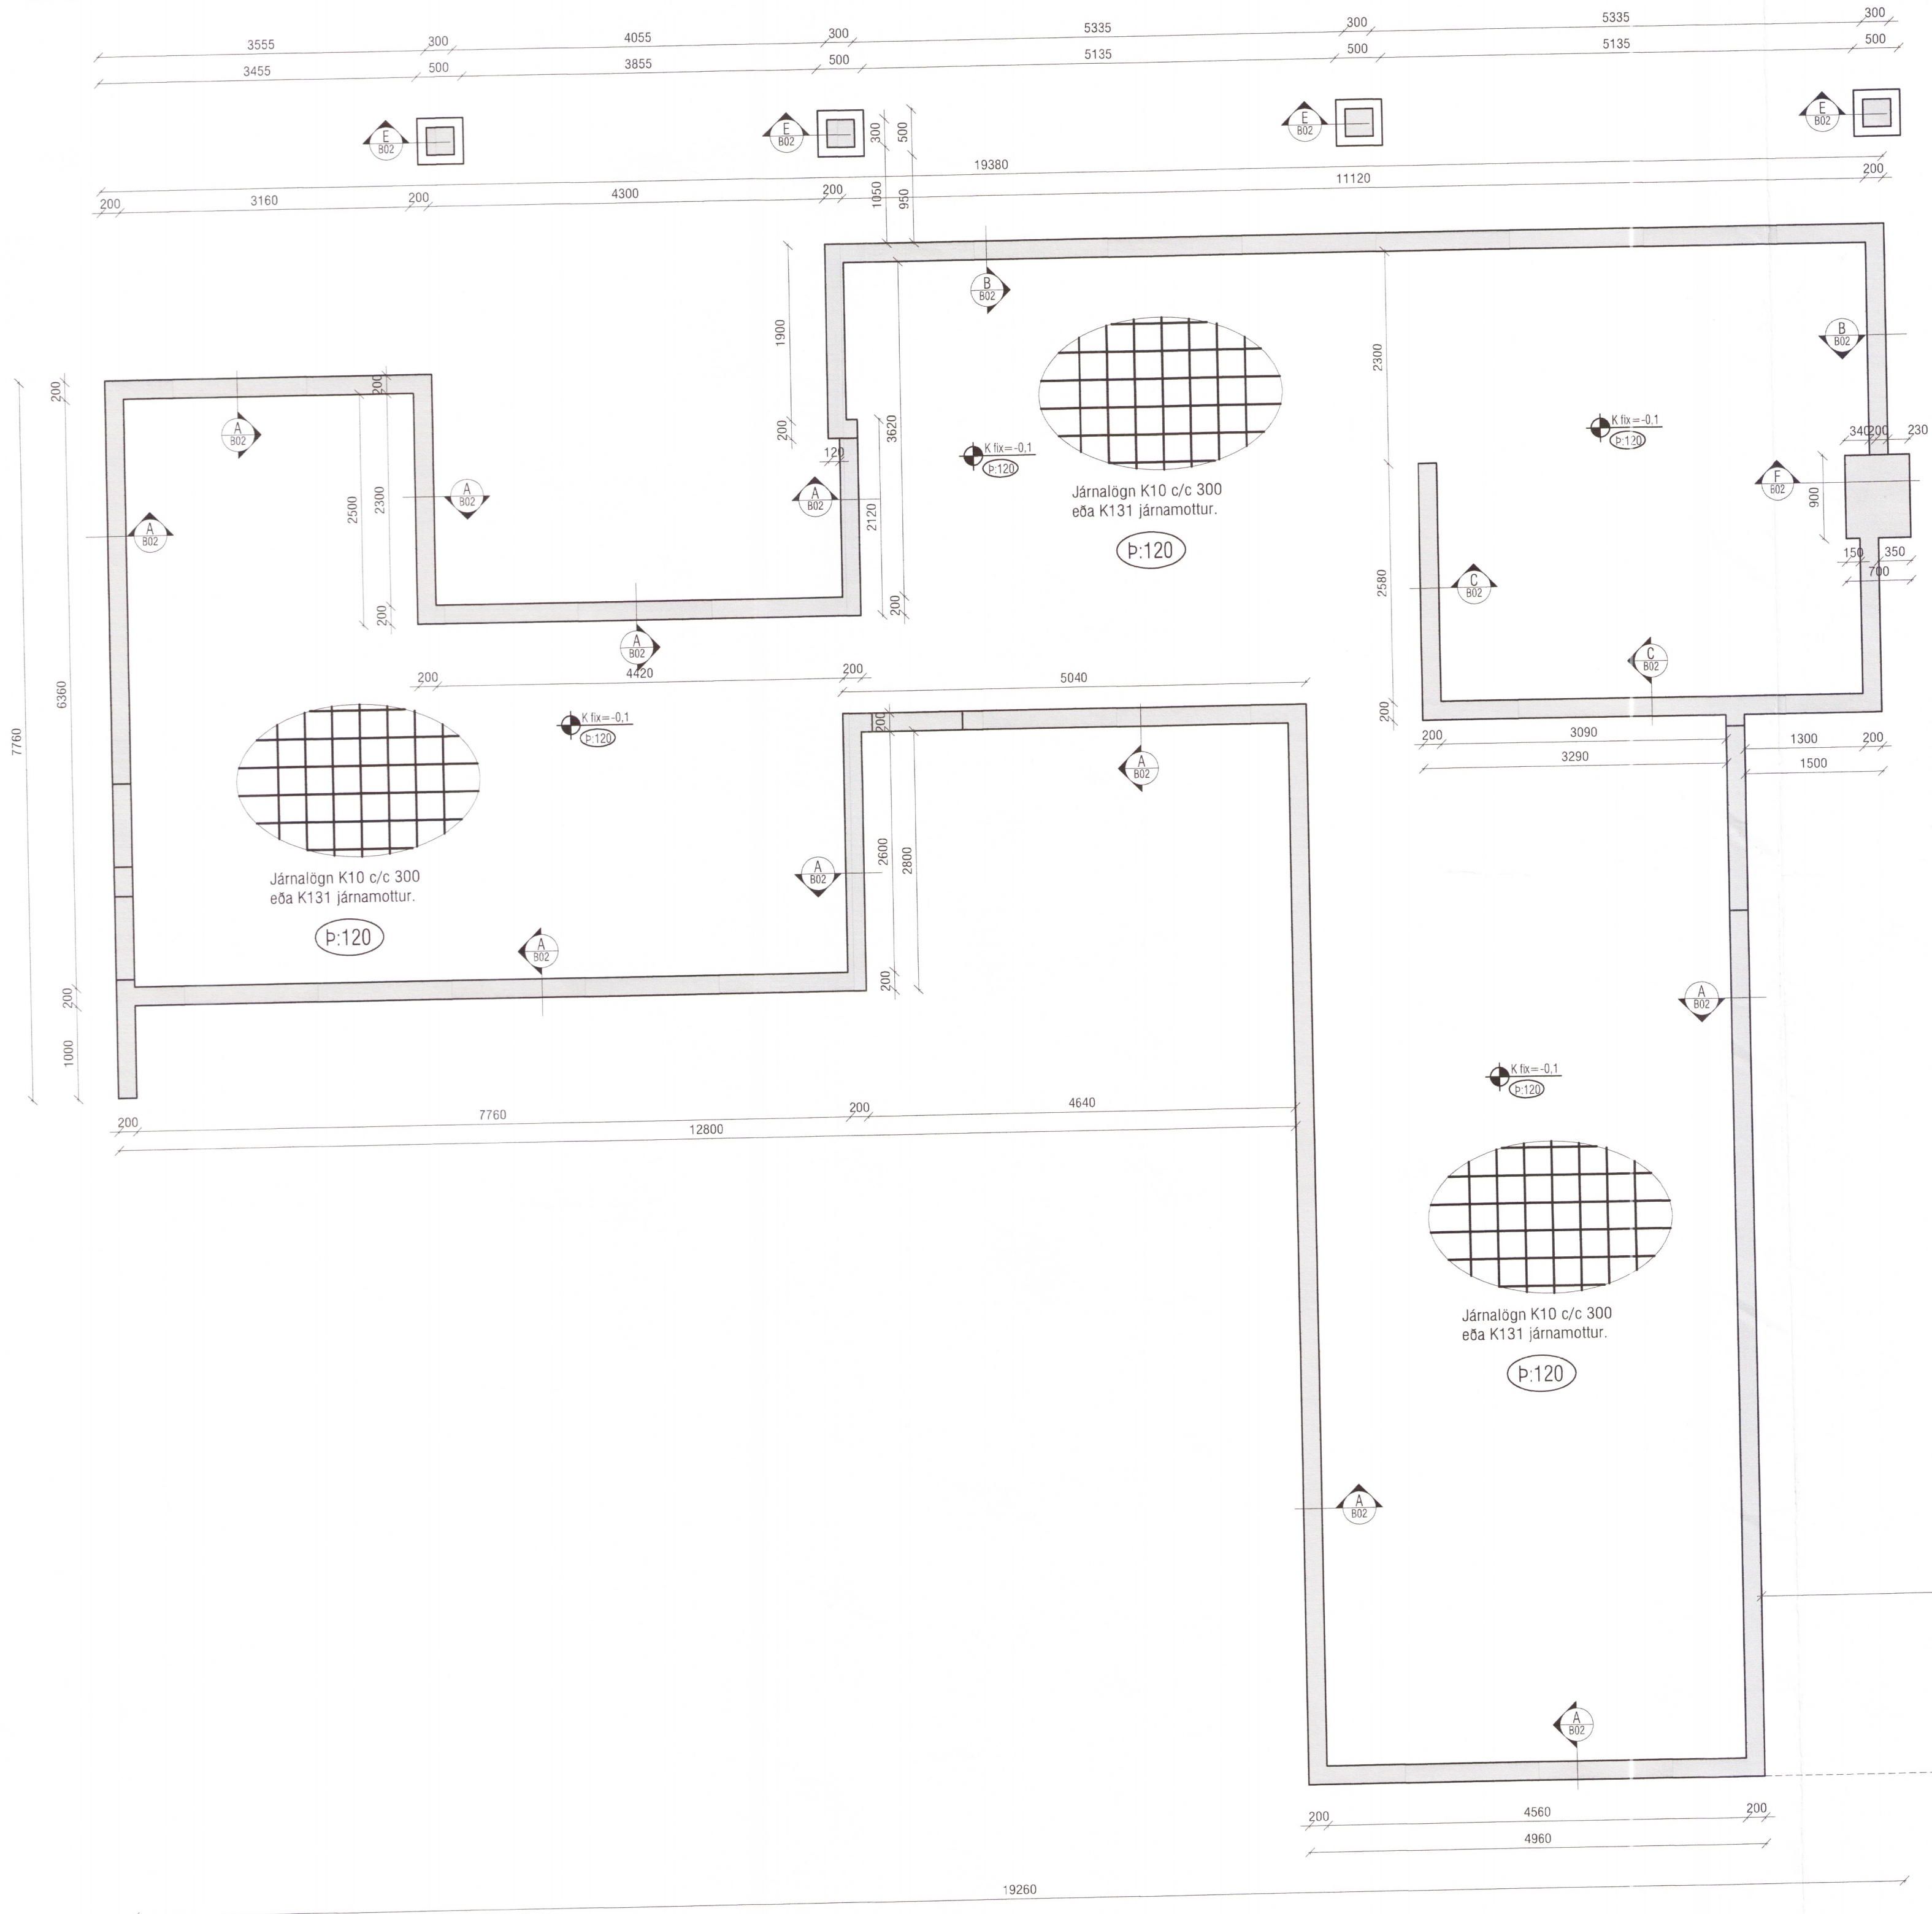 3555 300 4055 300 5335 300 5335 300
3455 500 3855 500 5135 500 5135 500
E
B02
E
B02
300
500
E
B02
E
B02
19380
200 3160 200 4300 200 11120 200
1050
950
B
B02
1900
200
3620
120
2120
200
2300
2580
200
B
B02
K fix=-0,1
Þ:120
K fix=-0,1
Þ:120
Járnalögn K10 c/c 300
eða K131 járnamottur.
Þ:120
340 200 230
900
F
B02
150 350
700
C
B02
C
B02
7760
200
6360
200
1000
200
2500
2300
200
A
B02
A
B02
A
B02
A
B02
A
B02
200 4420 200
5040
K fix=-0,1
Þ:120
Járnalögn K10 c/c 300
eða K131 járnamottur.
Þ:120
200
2600
2800
200
A
B02
A
B02
A
B02
200 3090 1300 200
3290 1500
A
B02
200 7760 200 4640
12800
K fix=-0,1
Þ:120
Járnalögn K10 c/c 300
eða K131 járnamottur.
Þ:120
A
B02
A
B02
200 4560 200
4960
19260